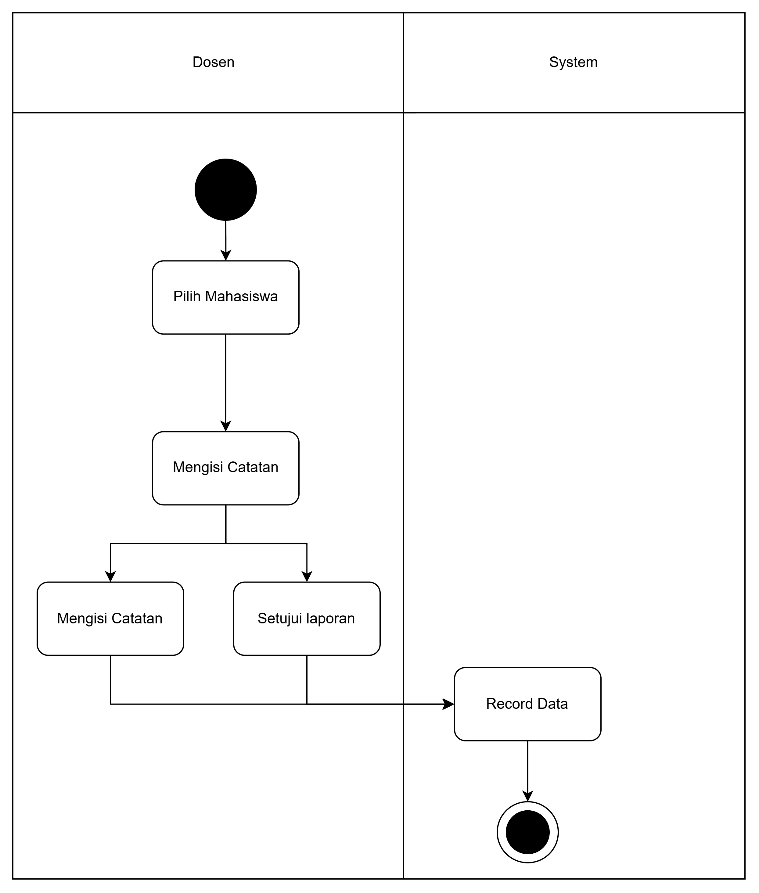 Dosen
System
Pilih Mahasiswa
Mengisi Catatan
Mengisi Catatan
Setujui laporan
Record Data